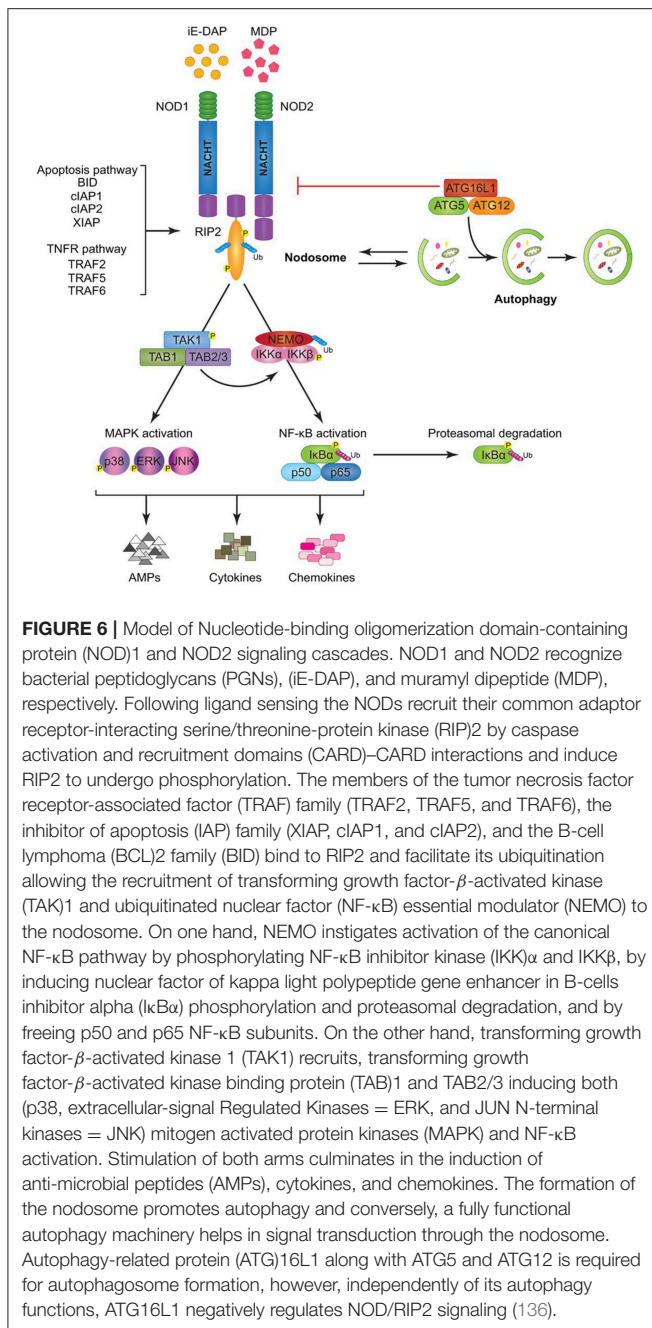 iE-DAP
MDP
NOD1
NOD2
NACHT
NACHT
Apoptosis pathway
BID
cIAP1
cIAP2
XIAP
TNFR pathway
TRAF2
TRAF5
TRAF6
RIP2
P
P
Ub
Nodosome
ATG16L1
ATG5
ATG12
Autophagy
TAK1
P
TAB1
TAB2/3
NEMO
Ub
IKKα
IKKβ
P
MAPK activation
P
p38
P
ERK
P
JNK
NF-κB activation
P
IκBα
Ub
p50
p65
Proteasomal degradation
P
IκBα
Ub
AMPs
Cytokines
Chemokines
FIGURE 6 | Model of Nucleotide-binding oligomerization domain-containing
protein (NOD)1 and NOD2 signaling cascades. NOD1 and NOD2 recognize
bacterial peptidoglycans (PGNs), (iE-DAP), and muramyl dipeptide (MDP),
respectively. Following ligand sensing the NODs recruit their common adaptor
receptor-interacting serine/threonine-protein kinase (RIP)2 by caspase
activation and recruitment domains (CARD)–CARD interactions and induce
RIP2 to undergo phosphorylation. The members of the tumor necrosis factor
receptor-associated factor (TRAF) family (TRAF2, TRAF5, and TRAF6), the
inhibitor of apoptosis (IAP) family (XIAP, cIAP1, and cIAP2), and the B-cell
lymphoma (BCL)2 family (BID) bind to RIP2 and facilitate its ubiquitination
allowing the recruitment of transforming growth factor-β-activated kinase
(TAK)1 and ubiquitinated nuclear factor (NF-κB) essential modulator (NEMO) to
the nodosome. On one hand, NEMO instigates activation of the canonical
NF-κB pathway by phosphorylating NF-κB inhibitor kinase (IKK)α and IKKβ, by
inducing nuclear factor of kappa light polypeptide gene enhancer in B-cells
inhibitor alpha (IκBα) phosphorylation and proteasomal degradation, and by
freeing p50 and p65 NF-κB subunits. On the other hand, transforming growth
factor-β-activated kinase 1 (TAK1) recruits, transforming growth
factor-β-activated kinase binding protein (TAB)1 and TAB2/3 inducing both
(p38, extracellular-signal Regulated Kinases = ERK, and JUN N-terminal
kinases = JNK) mitogen activated protein kinases (MAPK) and NF-κB
activation. Stimulation of both arms culminates in the induction of
anti-microbial peptides (AMPs), cytokines, and chemokines. The formation of
the nodosome promotes autophagy and conversely, a fully functional
autophagy machinery helps in signal transduction through the nodosome.
Autophagy-related protein (ATG)16L1 along with ATG5 and ATG12 is required
for autophagosome formation, however, independently of its autophagy
functions, ATG16L1 negatively regulates NOD/RIP2 signaling (136).